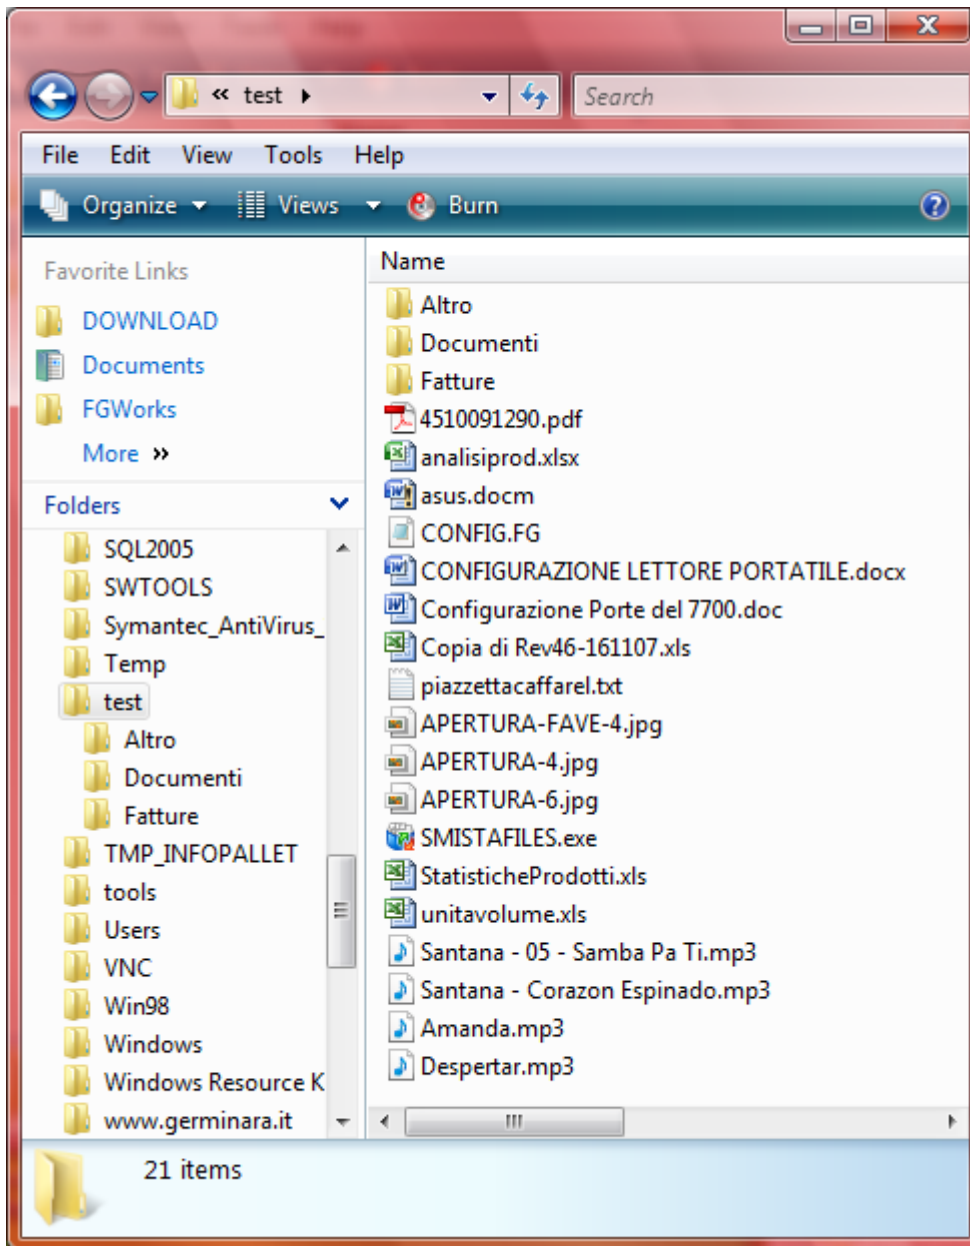 « test
Search
File Edit View Tools Help
Organize Views Burn
Favorite Links
DOWNLOAD
Documents
FGWorks
More »
Folders
SQL2005
SWTOOLS
Symantec_AntiVirus_
Temp
test
Altro
Documenti
Fatture
TMP_INFOPALLET
tools
Users
VNC
Win98
Windows
Windows Resource K
www.germinara.it
Name
Altro
Documenti
Fatture
4510091290.pdf
analisiprod.xlsx
asus.docm
CONFIG.FG
CONFIGURAZIONE LETTORE PORTATILE.docx
Configurazione Porte del 7700.doc
Copia di Rev46-161107.xls
piazzettacaffarel.txt
APERTURA-FAVE-4.jpg
APERTURA-4.jpg
APERTURA-6.jpg
SMISTAFILES.exe
StatisticheProdotti.xls
unitavolume.xls
Santana - 05 - Samba Pa Ti.mp3
Santana - Corazon Espinado.mp3
Amanda.mp3
Despertar.mp3
21 items